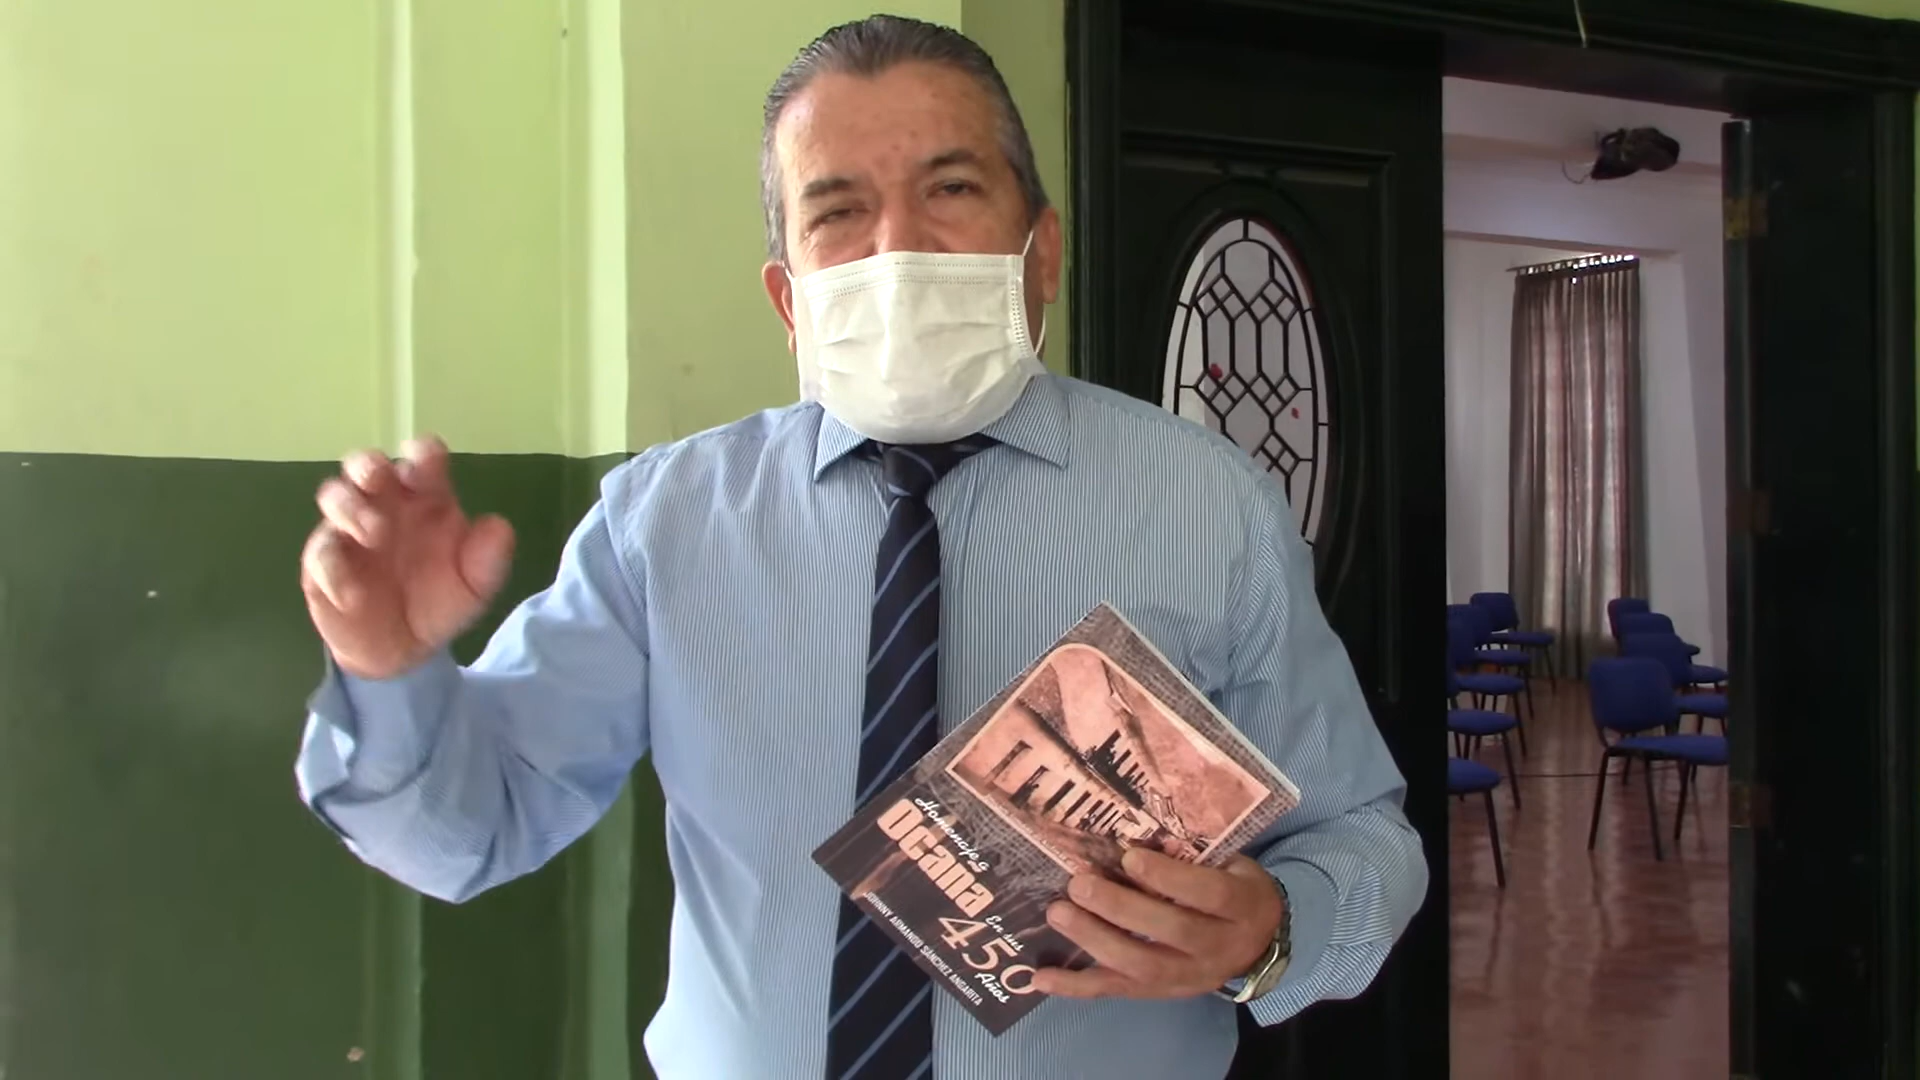 Homenaje a
Ocaña
En sus
450
Años
JOHNNY ARMANDO SÁNCHEZ ANGARITA